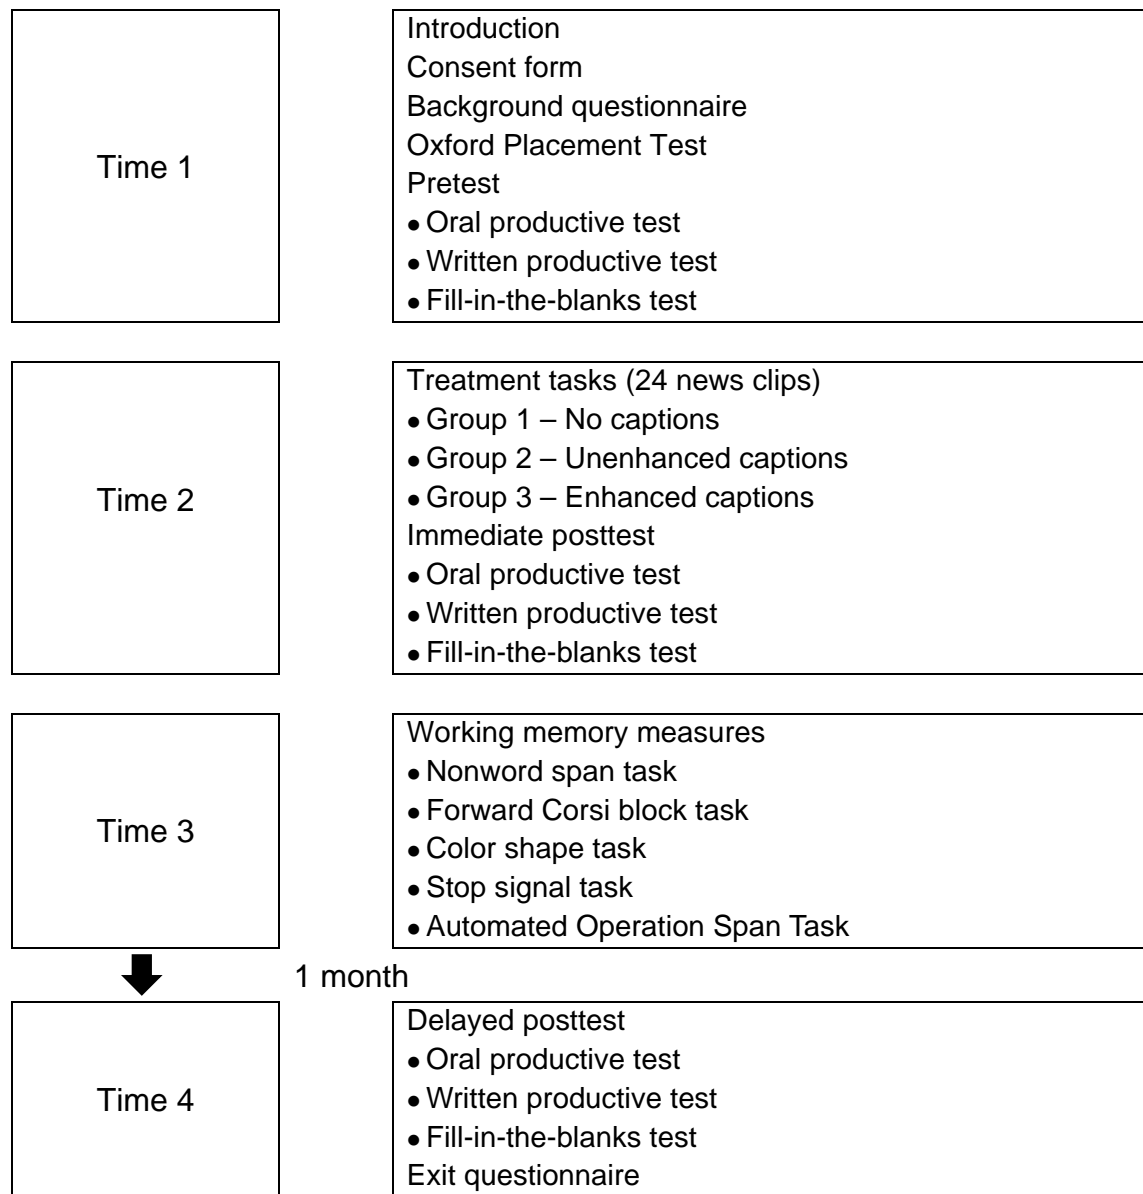 Time 1
Introduction
Consent form
Background questionnaire
Oxford Placement Test
Pretest
● Oral productive test
● Written productive test
● Fill-in-the-blanks test
Time 2
Treatment tasks (24 news clips)
● Group 1 – No captions
● Group 2 – Unenhanced captions
● Group 3 – Enhanced captions
Immediate posttest
● Oral productive test
● Written productive test
● Fill-in-the-blanks test
Time 3
Working memory measures
● Nonword span task
● Forward Corsi block task
● Color shape task
● Stop signal task
● Automated Operation Span Task
1 month
Time 4
Delayed posttest
● Oral productive test
● Written productive test
● Fill-in-the-blanks test
Exit questionnaire